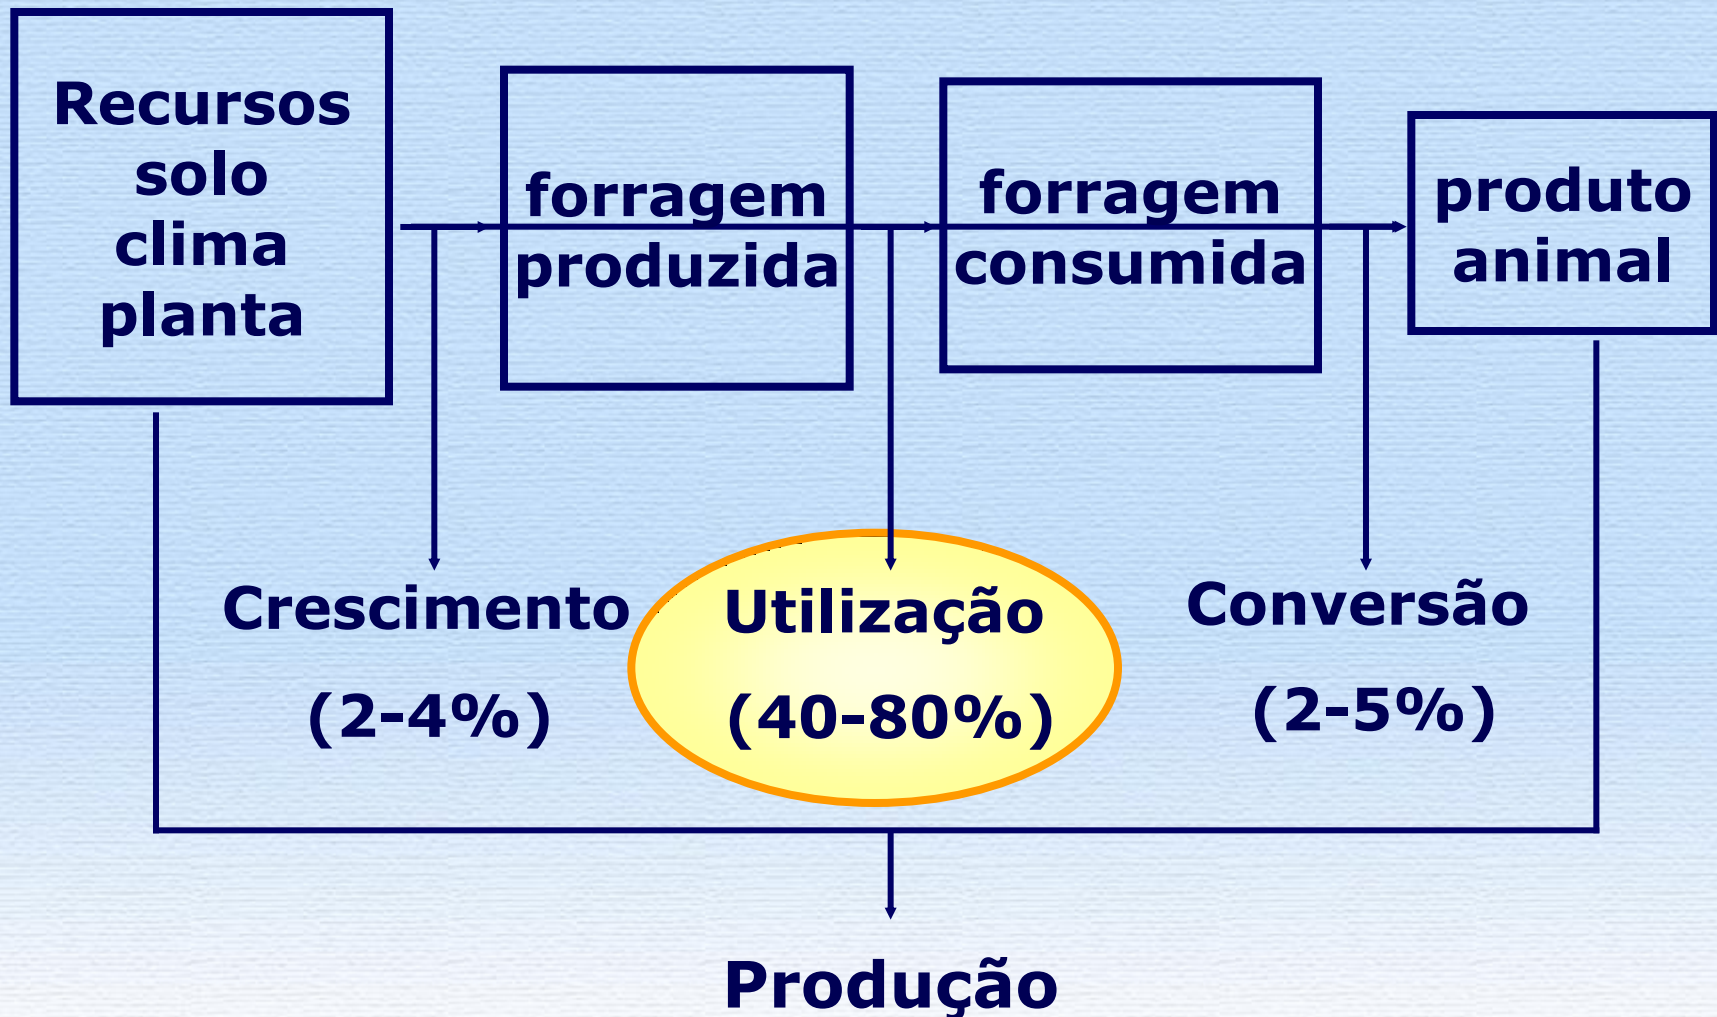 Recursos
solo
clima
planta
forragem
produzida
forragem
consumida
produto
animal
Crescimento
(2-4%)
Utilização
(40-80%)
Conversão
(2-5%)
Produção